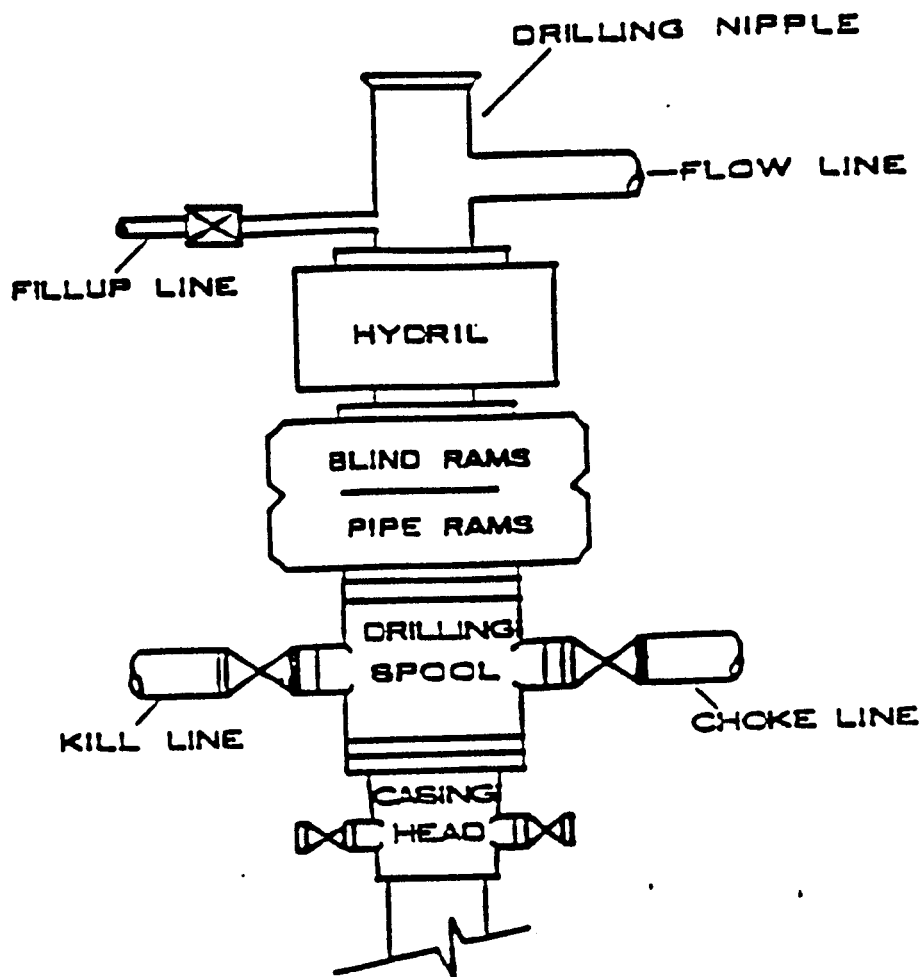 DRILLING NIPPLE
FLOW LINE
FILLUP LINE
HYDRIL
BLIND RAMS
PIPE RAMS
DRILLING
SPOOL
KILL LINE
CHOKE LINE
CASING
HEAD